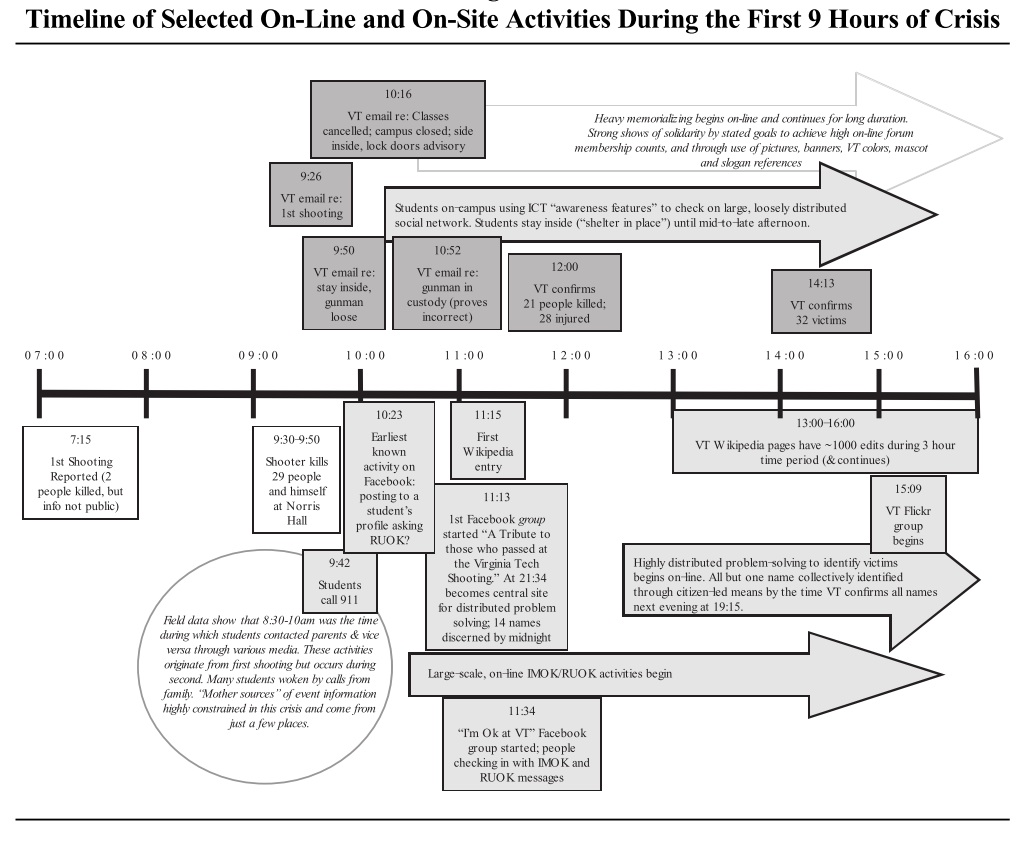 Timeline of Selected On-Line and On-Site Activities During the First 9 Hours of Crisis
10:16
VT email re: Classes
cancelled; campus closed; side
inside, lock doors advisory
Heavy memorializing begins on-line and continues for long duration.
Strong shows of solidarity by stated goals to achieve high on-line forum
membership counts, and through use of pictures, banners, VT colors, mascot
and slogan references
9:26
VT email re:
1st shooting
Students on-campus using ICT “awareness features” to check on large, loosely distributed
social network. Students stay inside (“shelter in place”) until mid-to-late afternoon.
9:50
VT email re:
stay inside,
gunman
loose
10:52
VT email re:
gunman in
custody (proves
incorrect)
12:00
VT confirms
21 people killed;
28 injured
14:13
VT confirms
32 victims
07:00 08:00 09:00 10:00 11:00 12:00 13:00 14:00 15:00 16:00
7:15
1st Shooting
Reported (2
people killed, but
info not public)
9:30-9:50
Shooter kills
29 people
and himself
at Norris
Hall
10:23
Earliest
known
activity on
Facebook:
posting to a
student’s
profile asking
RUOK?
11:15
First
Wikipedia
entry
13:00-16:00
VT Wikipedia pages have ~1000 edits during 3 hour
time period (& continues)
15:09
VT Flickr
group
begins
11:13
1st Facebook group
started “A Tribute to
those who passed at
the Virginia Tech
Shooting.” At 21:34
becomes central site
for distributed problem
solving; 14 names
discerned by midnight
9:42
Students
call 911
Highly distributed problem-solving to identify victims
begins on-line. All but one name collectively identified
through citizen-led means by the time VT confirms all names
next evening at 19:15.
Field data show that 8:30-10am was the time
during which students contacted parents & vice
versa through various media. These activities
originate from first shooting but occurs during
second. Many students woken by calls from
family. “Mother sources” of event information
highly constrained in this crisis and come from
just a few places.
Large-scale, on-line IMOK/RUOK activities begin
11:34
“I’m Ok at VT” Facebook
group started; people
checking in with IMOK and
RUOK messages